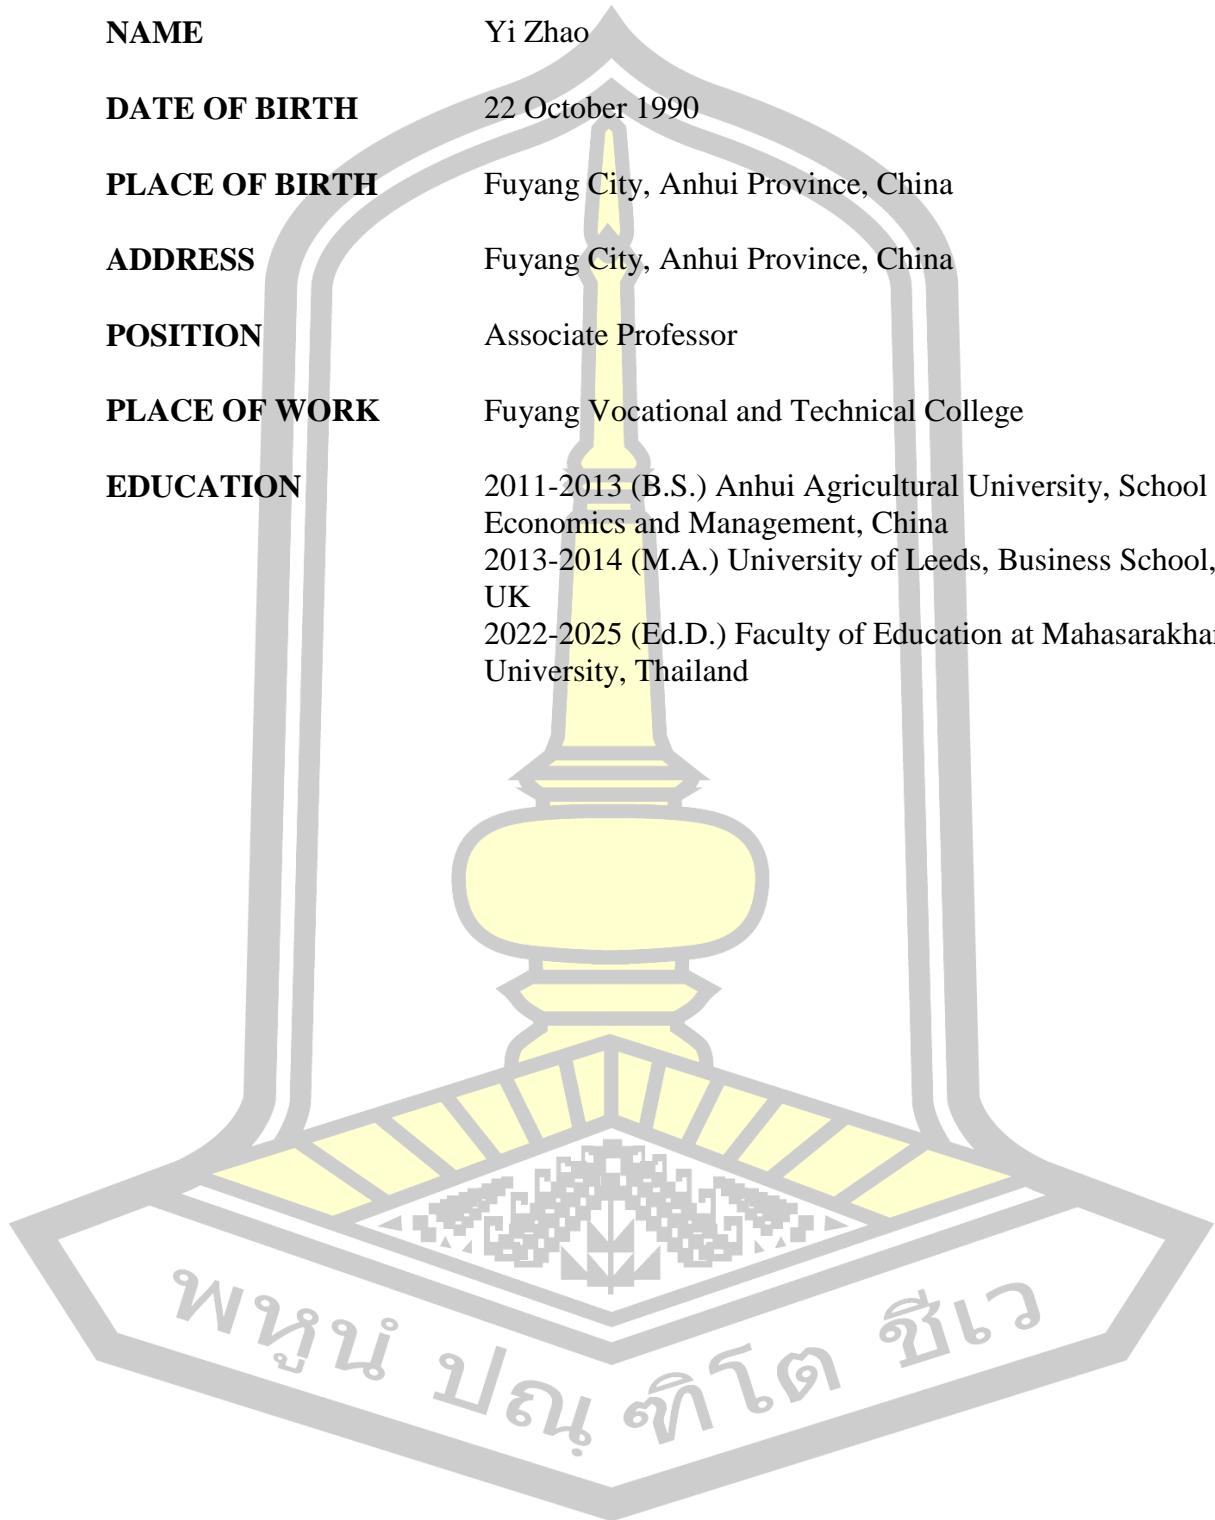 NAME Yi Zhao
DATE OF BIRTH 22 October 1990
PLACE OF BIRTH Fuyang City, Anhui Province, China
ADDRESS Fuyang City, Anhui Province, China
POSITION Associate Professor
PLACE OF WORK Fuyang Vocational and Technical College
EDUCATION 2011-2013 (B.S.) Anhui Agricultural University, School
Economics and Management, China
2013-2014 (M.A.) University of Leeds, Business School,
UK
2022-2025 (Ed.D.) Faculty of Education at
University, Thailand
พหูนํ ปณฺฑิโต ชีเว